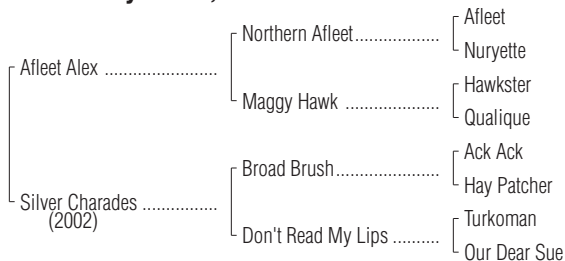 Northern Afleet
Afleet
Nuryette
Afleet Alex
Maggy Hawk
Hawkster
Qualique
Broad Brush
Ack Ack
Hay Patcher
Silver Charades
(2002)
Don't Read My Lips
Turkoman
Our Dear Sue